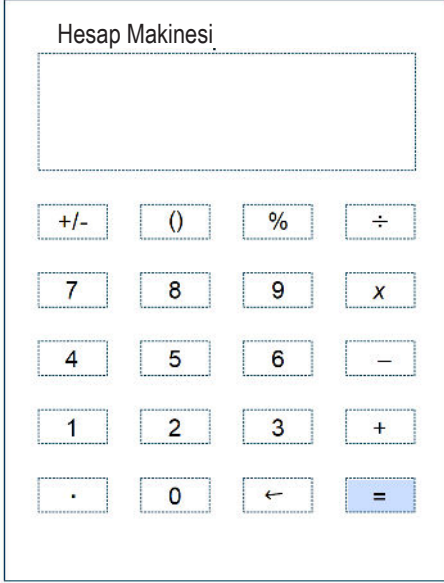 Hesap Makinesi
+/- () % ÷
7 8 9 x
4 5 6 –
1 2 3 +
. 0 ← =